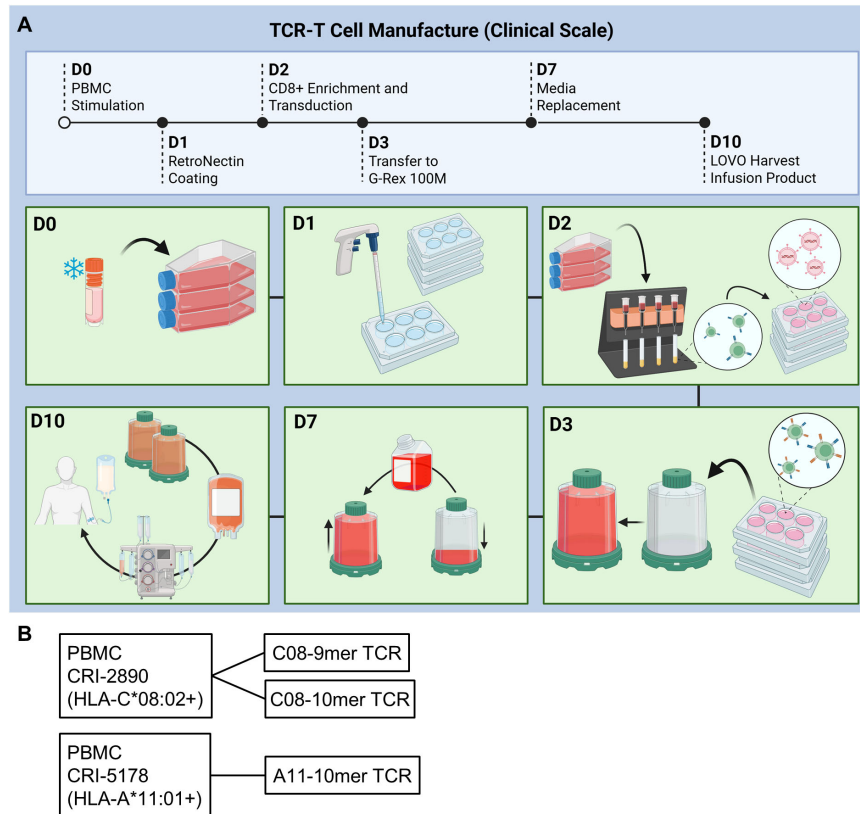 A
TCR-T Cell Manufacture (Clinical Scale)
D0
PBMC
Stimulation
D2
CD8+ Enrichment and
Transduction
D7
Media
Replacement
D1
RetroNectin
Coating
D3
Transfer to
G-Rex 100M
D10
LOVO Harvest
Infusion Product
D0
D1
D2
D10
D7
D3
B
PBMC
CRI-2890
(HLA-C*08:02+)
C08-9mer TCR
C08-10mer TCR
PBMC
CRI-5178
(HLA-A*11:01+)
A11-10mer TCR